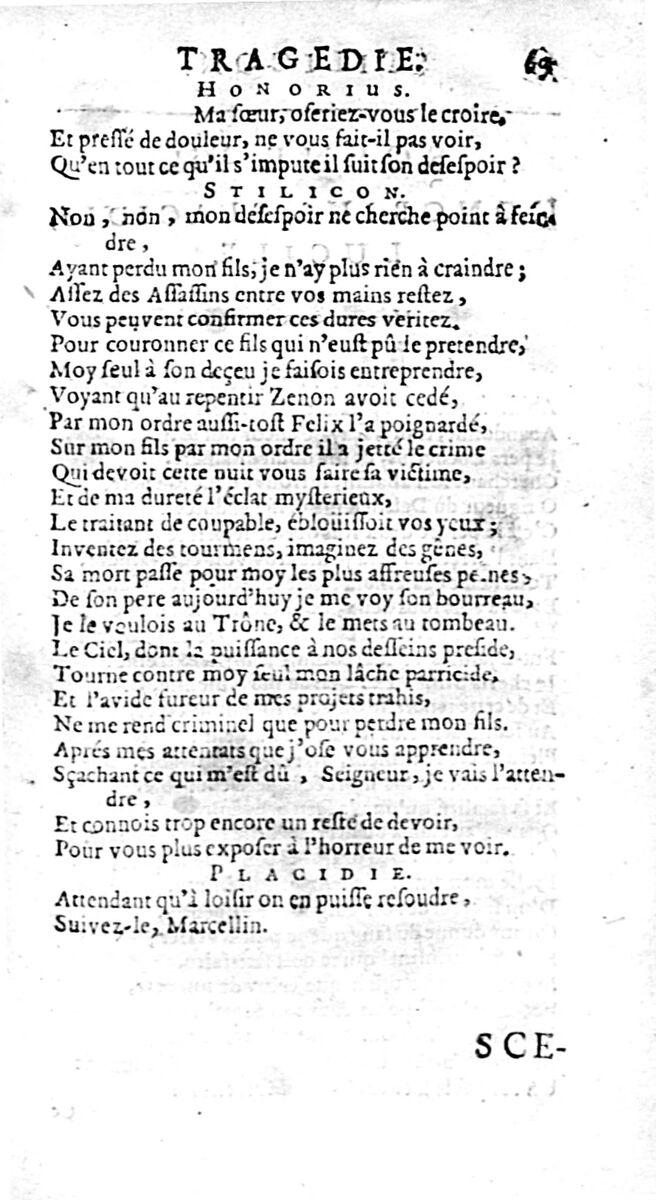 TRAGEDIE. 69
HONORIUS.
Ma sœur, oseriez-vous le croire,
Et pressé de douleur, ne vous fait-il pas voir,
Qu'en tout ce qu'il s'impute il suit son desespoir ?
STILICON.
Non, non, mon desespoir ne cherche point à fein-
dre,
Ayant perdu mon fils, je n'ay plus rien à craindre ;
Assez des Assassins entre vos mains restez,
Vous peuvent confirmer ces dures veritez.
Pour couronner ce fils qui n'eust pû le pretendre,
Moy seul à son deçeu je faisois entreprendre,
Voyant qu'au repentir Zenon avoit cedé,
Par mon ordre aussi-tost Felix l'a poignardé,
Sur mon fils par mon ordre il a jetté le crime
Qui devoit cette nuit vous faire sa victime,
Et de ma dureté l'éclat mysterieux,
Le traitant de coupable, éblouissoit vos yeux ;
Inventez des tourmens, imaginez des gênes,
Sa mort passe pour moy les plus affreuses peines,
De son pere aujourd'huy je me voy son bourreau,
Je le voulois au Trône, & le mets au tombeau.
Le Ciel, dont la puissance à nos desseins preside,
Tourne contre moy seul mon lâche parricide,
Et l'avide fureur de mes projets trahis,
Ne me rend criminel que pour perdre mon fils.
Aprés mes attentats que j'ose vous apprendre,
Sçachant ce qui m'est dû, Seigneur, je vais l'atten-
dre,
Et connois trop encore un reste de devoir,
Pour vous plus exposer à l'horreur de me voir.
PLACIDIE.
Attendant qu'à loisir on en puisse resoudre,
Suivez-le, Marcellin.
SCE-